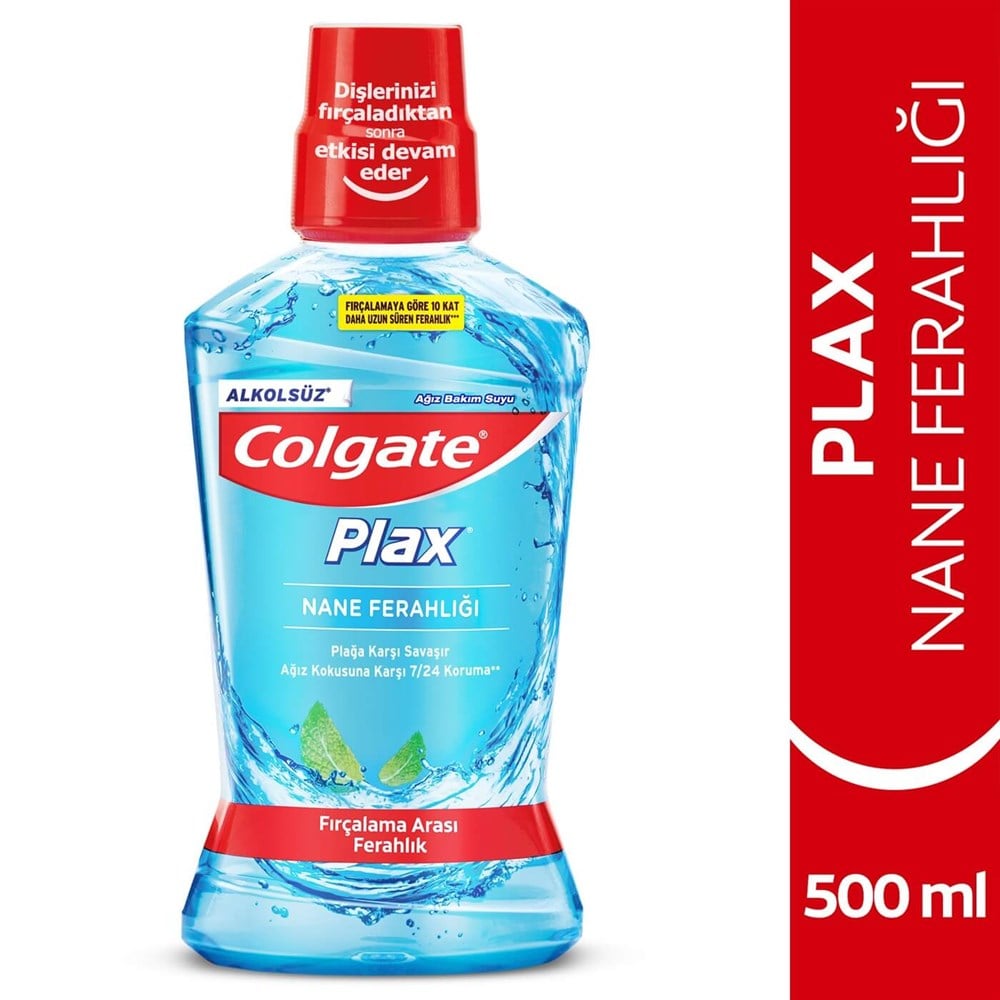 Dişlerinizi
fırçaladıktan
sonra
etkisi devam
eder
FIRÇALAMAYA GÖRE 10 KAT
DAHA UZUN SÜREN FERAHLIK***
ALKOLSÜZ*
Ağız Bakım Suyu
Colgate®
Plax®
NANE FERAHLIĞI
Plağa Karşı Savaşır
Ağız Kokusuna Karşı 7/24 Koruma**
Fırçalama Arası
Ferahlık
PLAX
NANE FERAHLIĞI
500 ml